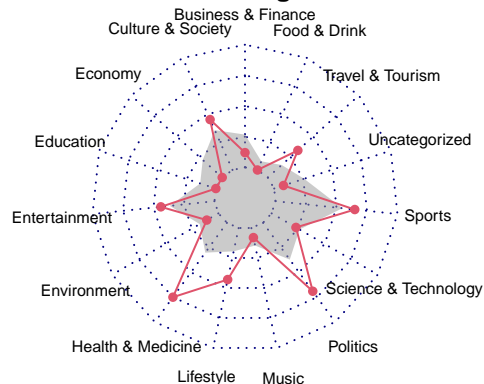 Business & Finance
Culture & Society
Food & Drink
Economy
Travel & Tourism
Education
Uncategorized
Entertainment
Sports
Environment
Science & Technology
Health & Medicine
Politics
Lifestyle
Music